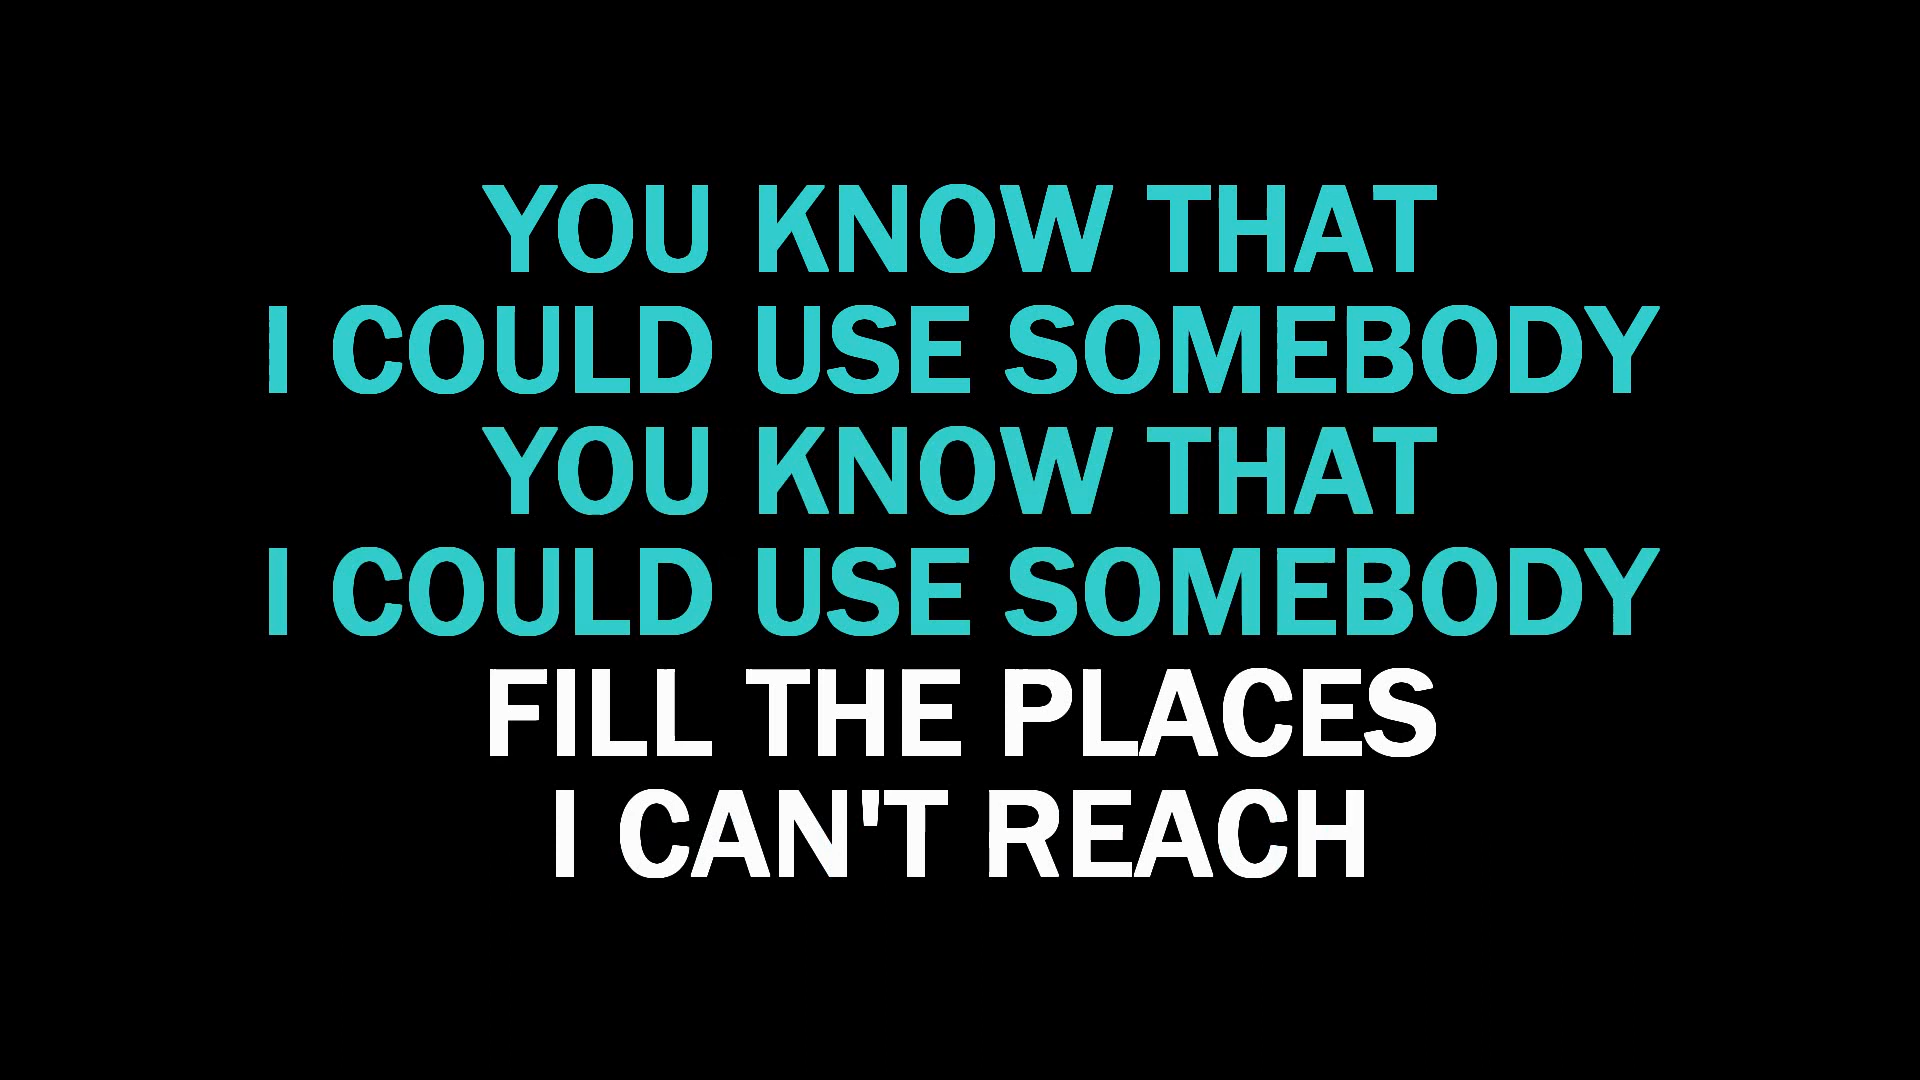 YOU KNOW THAT
I COULD USE SOMEBODY
YOU KNOW THAT
I COULD USE SOMEBODY
FILL THE PLACES
I CAN'T REACH